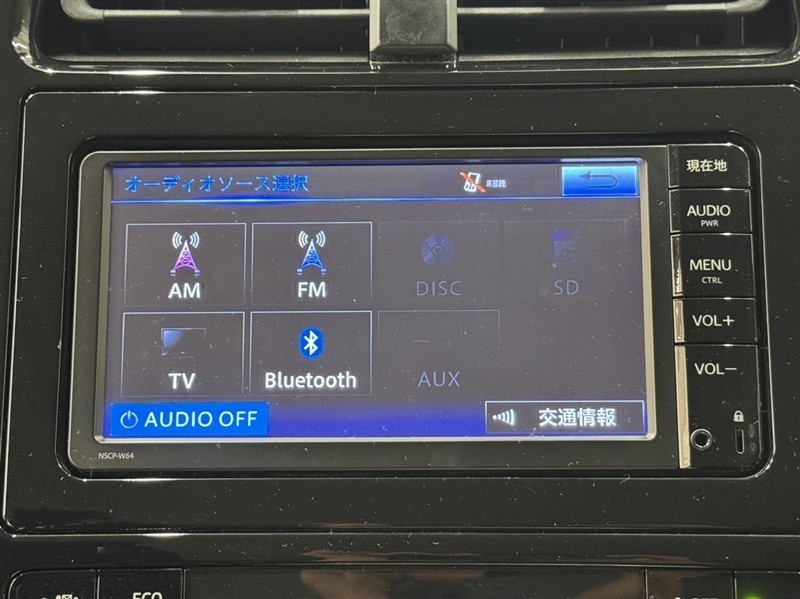 オーディオソース選択
現在地
AUDIO
PWR
AM
FM
DISC
SD
MENU
CTRL
VOL+
TV
Bluetooth
AUX
VOL−
AUDIO OFF
交通情報
NSCP-W64
ECO